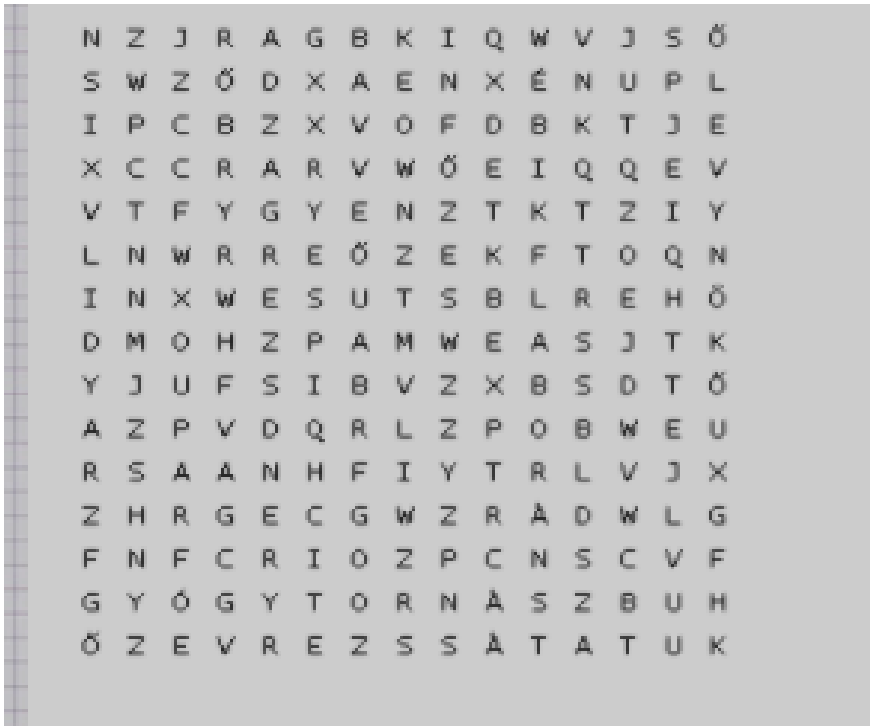 N Z J R A G B K I Q W V J S Ő
S W Z Ő D X A E N X É N U P L
I P C B Z X V O F D B K T J E
X C C R A R V W Ő E I Q Q E V
V T F Y G Y E N Z T K T Z I Y
L N W R R E Ő Z E K F T O Q N
I N X W E S U T S B L R E H Ő
D M O H Z P A M W E A S J T K
Y J U F S I B V Z X B S D T Ő
A Z P V D Q R L Z P O B W E U
R S A A N H F I Y T R L V J X
Z H R G E C G W Z R Á D W L G
F N F C R I O Z P C N S C V F
G Y Ó G Y T O R N Á S Z B U H
Ő Z E V R E Z S S Á T A T U K